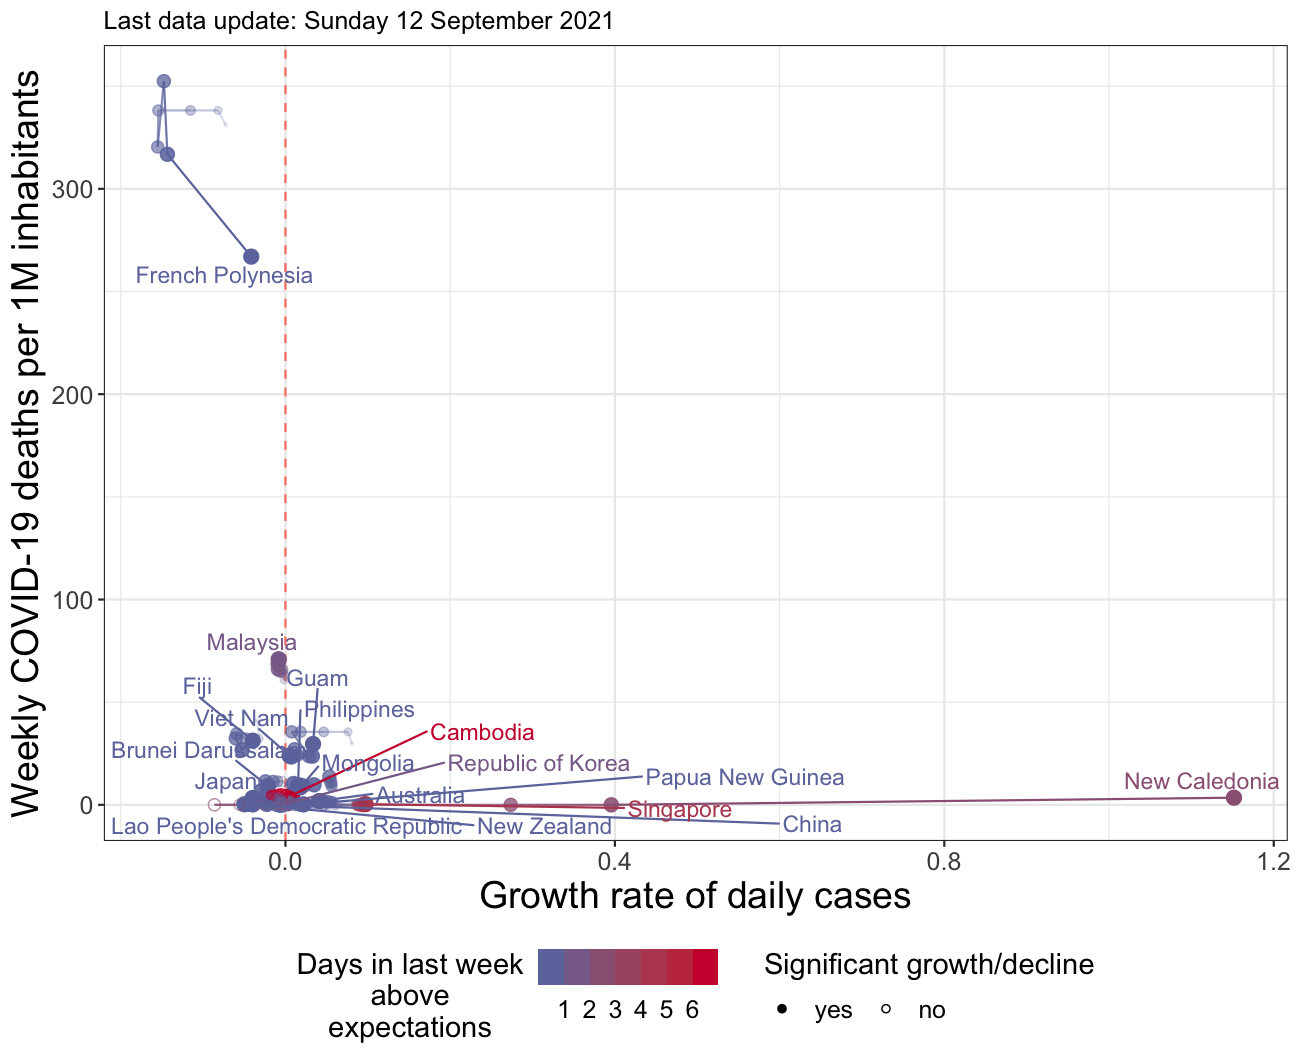 Last data update: Sunday 12 September 2021
Weekly COVID-19 deaths per 1M inhabitants
300
200
100
0
French Polynesia
Malaysia
Guam
Fiji
Philippines
Viet Nam
Cambodia
Brunei Darussala
Mongolia
Republic of Korea
Papua New Guinea
New Caledonia
Japan
Australia
Singapore
Lao People's Democratic Republic
New Zealand
China
0.0
0.4
0.8
1.2
Growth rate of daily cases
Days in last week
above
expectations
1 2 3 4 5 6
Significant growth/decline
yes
no